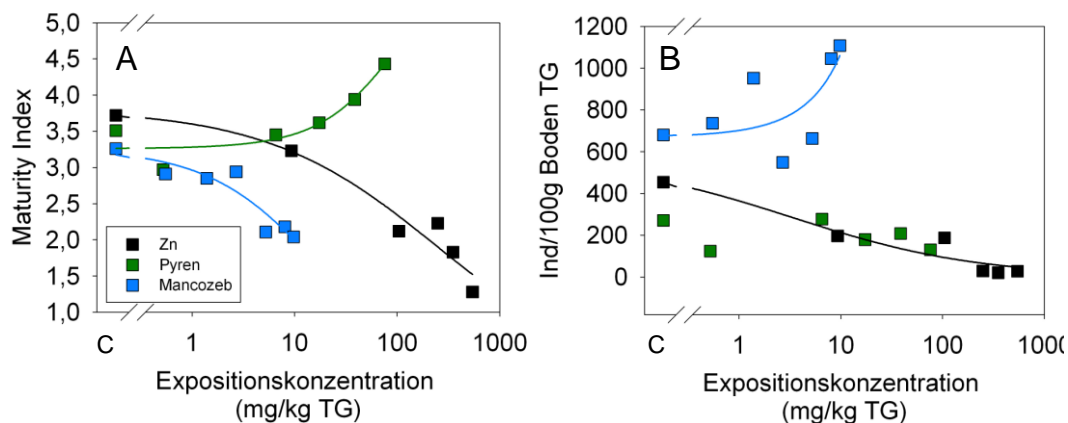 A
5,0
4,5
4,0
3,5
3,0
2,5
2,0
1,5
1,0
Maturity Index
Zn
Pyren
Mancozeb
C
1
10
100
1000
Expositionskonzentration
(mg/kg TG)
B
1200
1000
800
600
400
200
0
Ind/100g Boden TG
C
1
10
100
1000
Expositionskonzentration
(mg/kg TG)